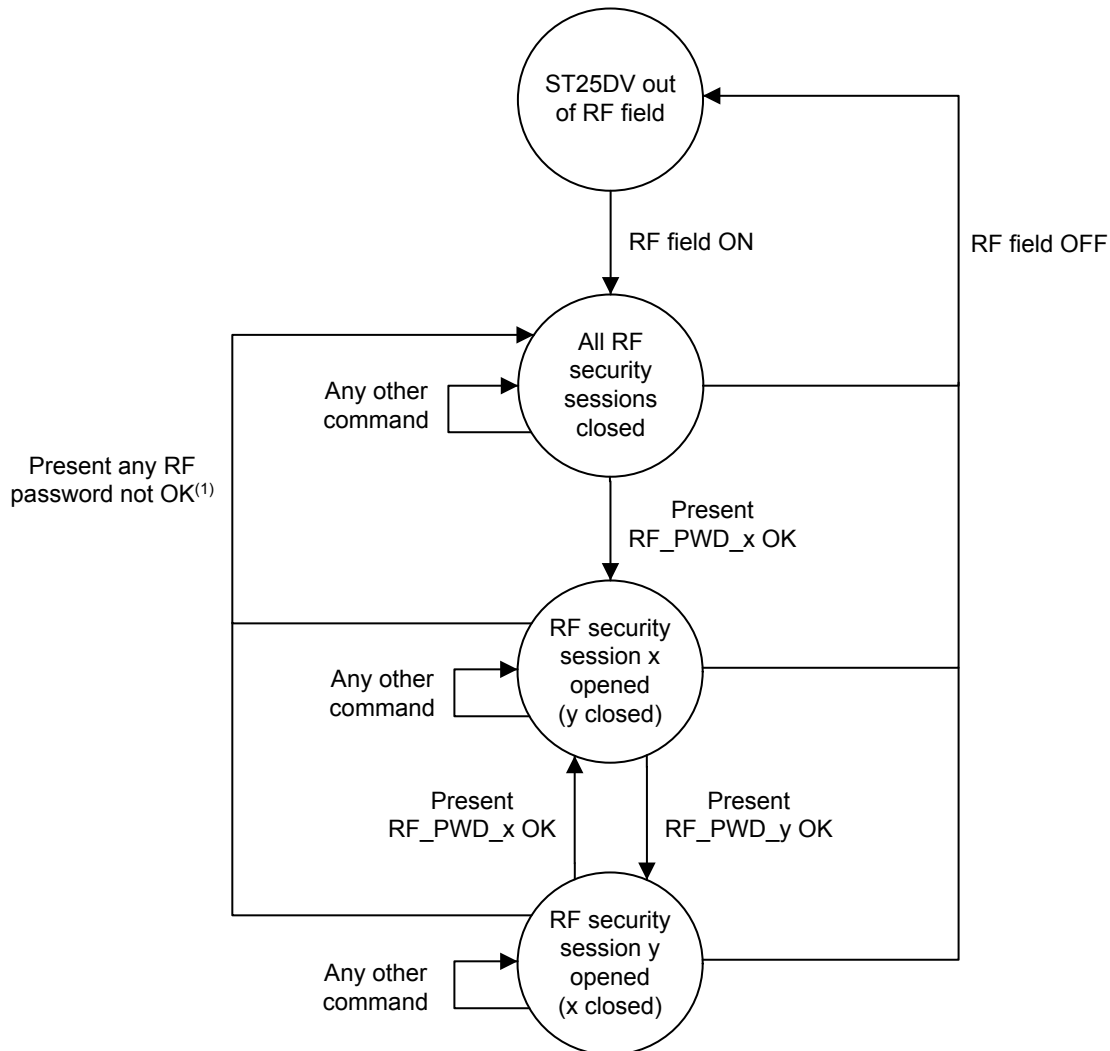 ST25DV out
of RF field
RF field ON
RF field OFF
All RF
security
sessions
closed
Any other
command
Present any RF
password not OK(1)
Present
RF_PWD_x OK
RF security
session x
opened
(y closed)
Any other
command
Present
RF_PWD_x OK
Present
RF_PWD_y OK
RF security
session y
opened
(x closed)
Any other
command